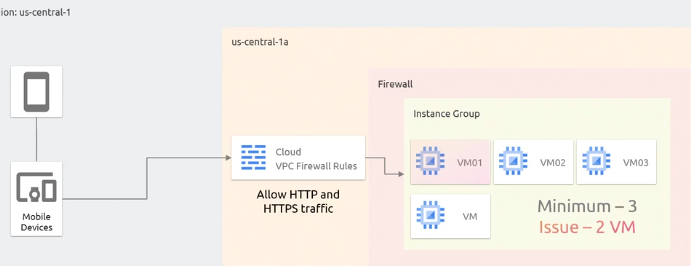 ion: us-central-1
us-central-1a
Firewall
Instance Group
Cloud
VPC Firewall Rules
VM01
VM02
VM03
Allow HTTP and
HTTPS traffic
VM
Minimum – 3
Issue – 2 VM
Mobile
Devices